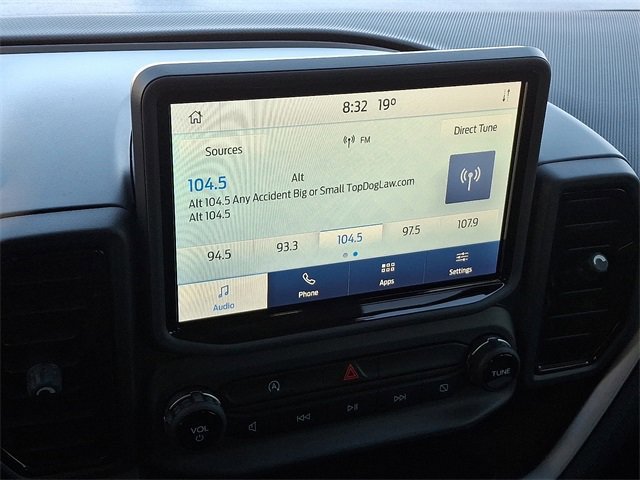 8:32 19°
FM
Sources
Direct Tune
104.5
Alt
Alt 104.5 Any Accident Big or Small TopDogLaw.com
Alt 104.5
94.5 93.3 104.5 97.5 107.9
Audio Phone Apps Settings
VOL
TUNE